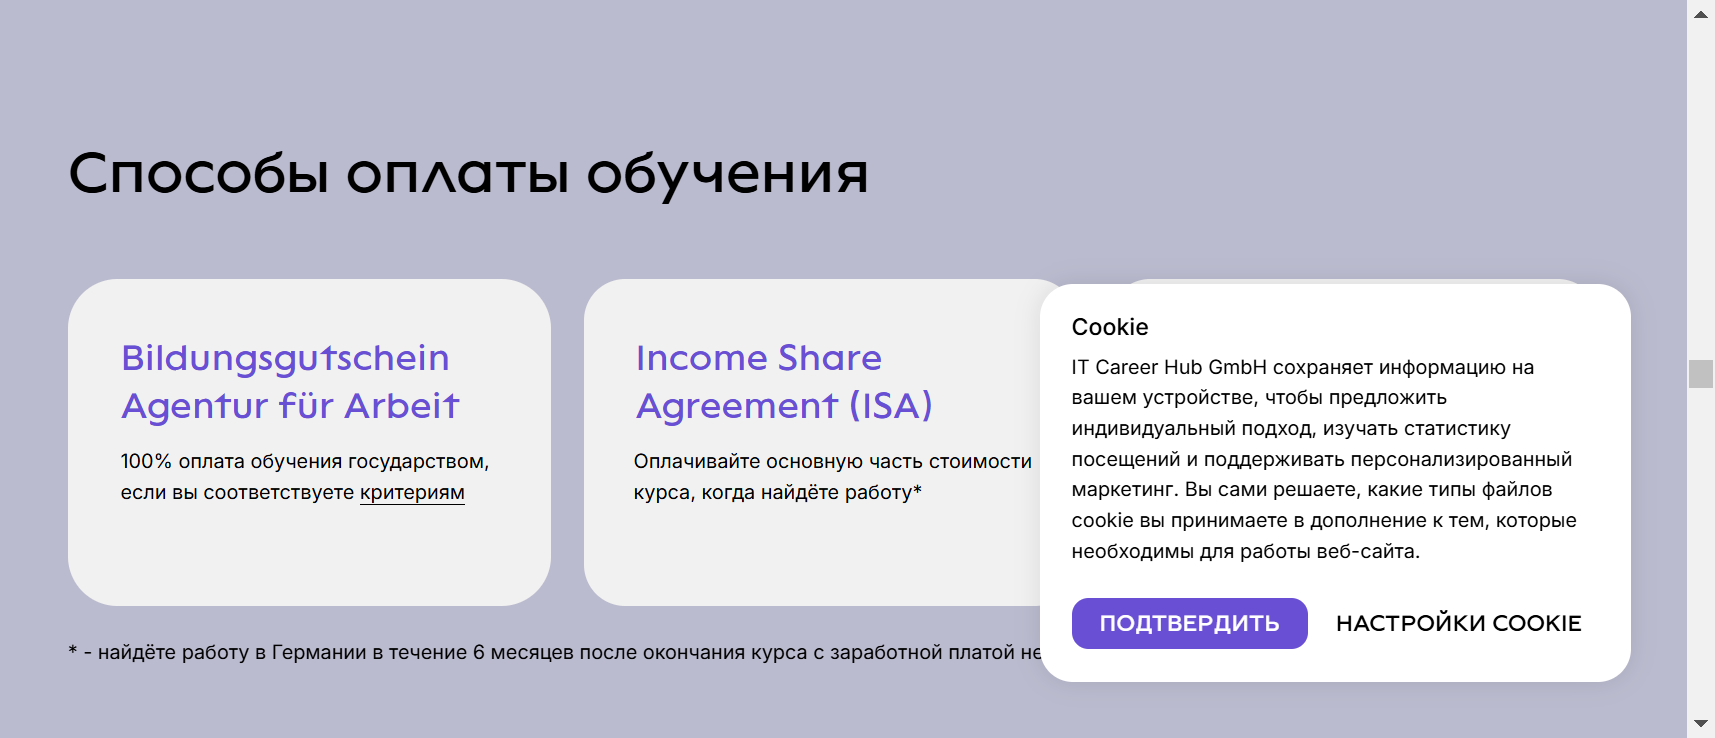 Способы оплаты обучения
Bildungsgutschein
Agentur für Arbeit
100% оплата обучения государством,
если вы соответствуете критериям
Income Share
Agreement (ISA)
Оплачивайте основную часть стоимости
курса, когда найдёте работу*
* - найдёте работу в Германии в течение 6 месяцев после окончания курса с заработной платой не
Cookie
IT Career Hub GmbH сохраняет информацию на
вашем устройстве, чтобы предложить
индивидуальный подход, изучать статистику
посещений и поддерживать персонализированный
маркетинг. Вы сами решаете, какие типы файлов
cookie вы принимаете в дополнение к тем, которые
необходимы для работы веб-сайта.
ПОДТВЕРДИТЬ
НАСТРОЙКИ COOKIE